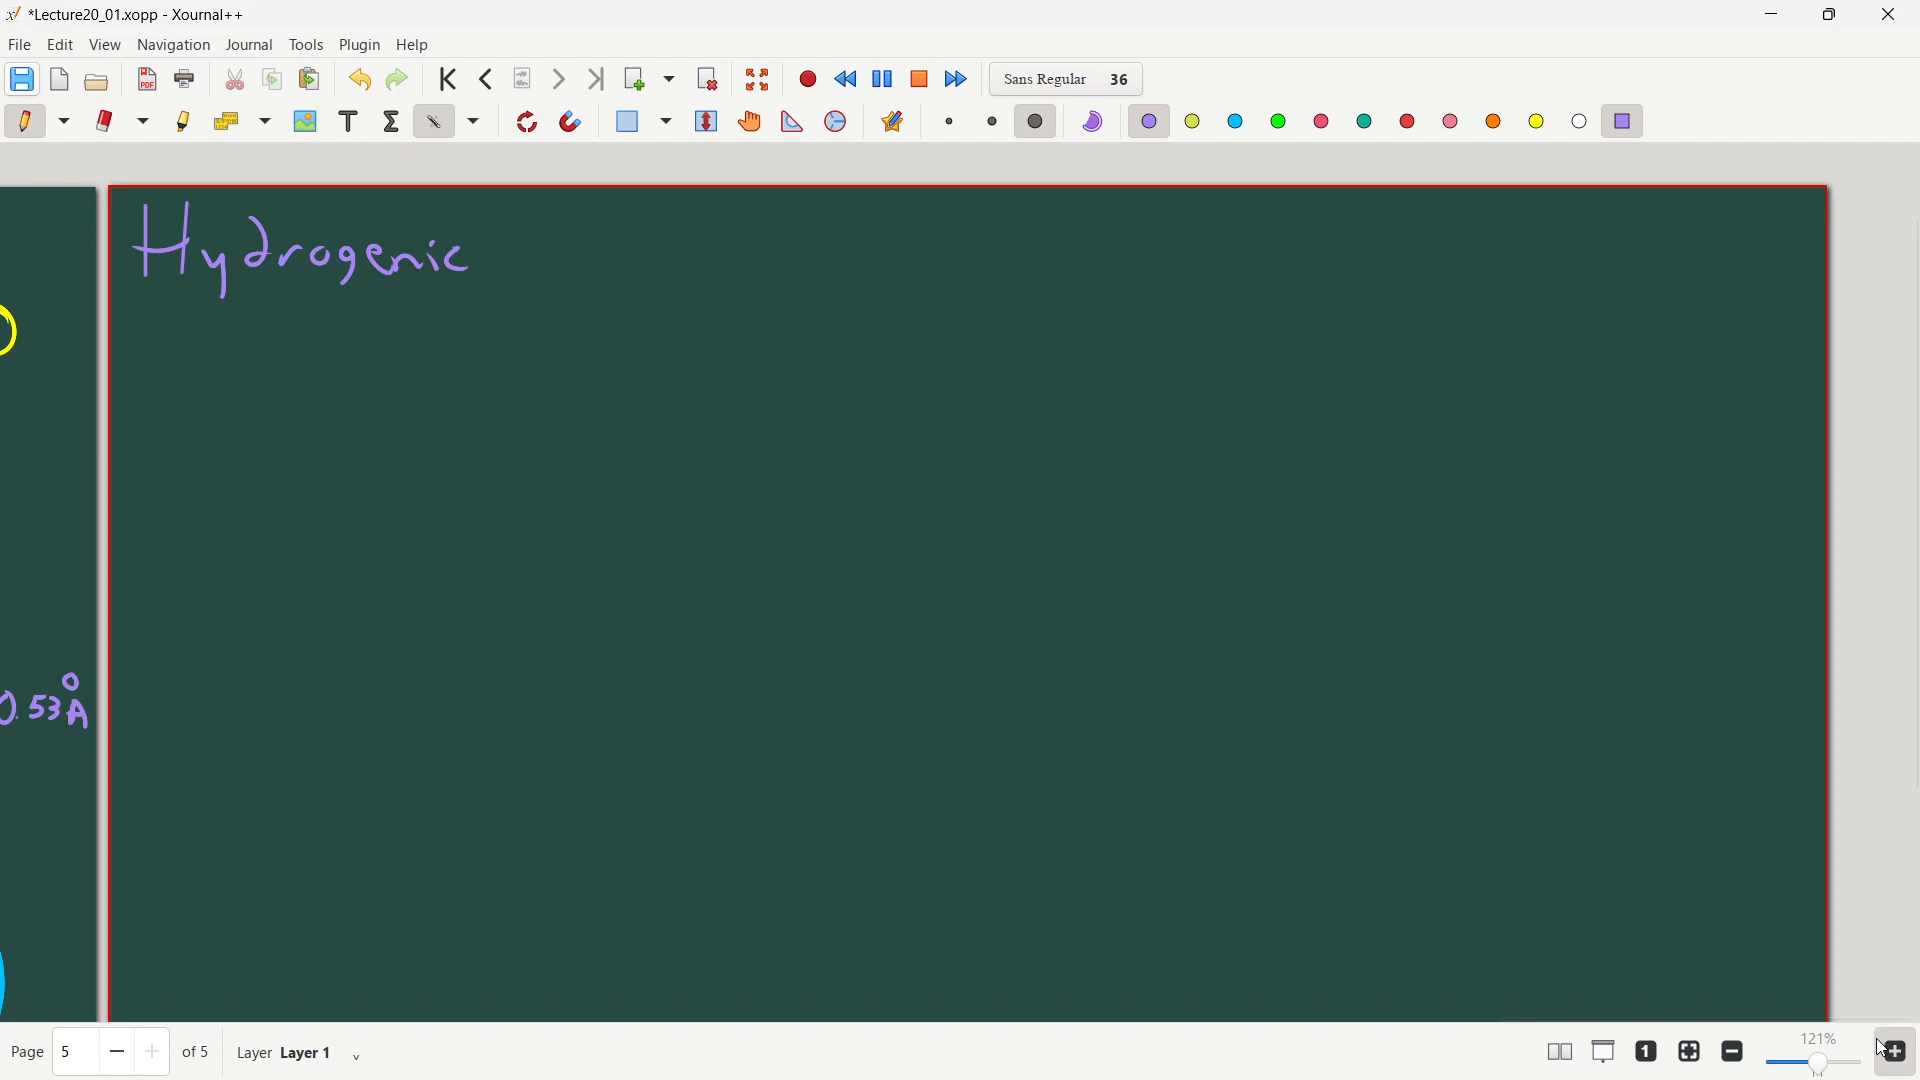 *Lecture20_01.xopp - Xournal++
File Edit View Navigation Journal Tools Plugin Help
Sans Regular 36
Hydrogenic
0.53Å
Page 5 of 5 Layer Layer 1
121%